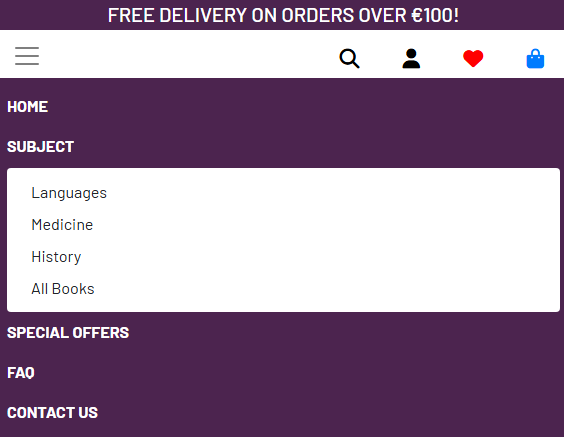 FREE DELIVERY ON ORDERS OVER €100!
HOME
SUBJECT
Languages
Medicine
History
All Books
SPECIAL OFFERS
FAQ
CONTACT US